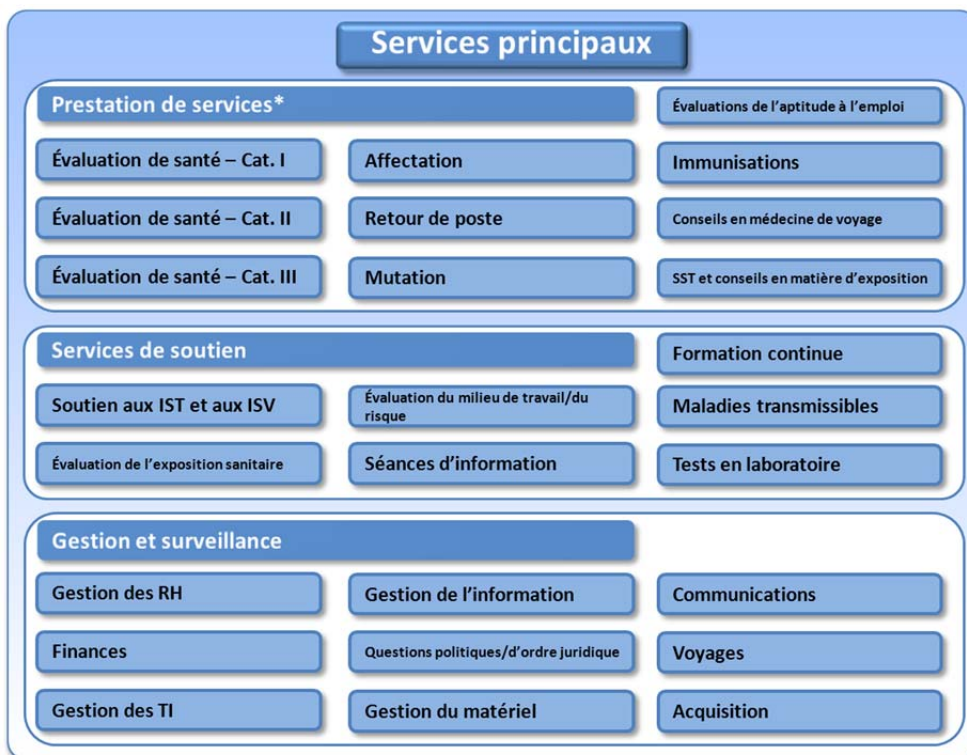 Services principaux
Prestation de services*
Évaluations de l'aptitude à l'emploi
Évaluation de santé – Cat. I
Affectation
Immunisations
Évaluation de santé – Cat. II
Retour de poste
Conseils en médecine de voyage
Évaluation de santé – Cat. III
Mutation
SST et conseils en matière d'exposition
Services de soutien
Formation continue
Soutien aux IST et aux ISV
Évaluation du milieu de travail/du
risque
Maladies transmissibles
Évaluation de l'exposition sanitaire
Séances d'information
Tests en laboratoire
Gestion et surveillance
Gestion des RH
Gestion de l'information
Communications
Finances
Questions politiques/d'ordre juridique
Voyages
Gestion des TI
Gestion du matériel
Acquisition